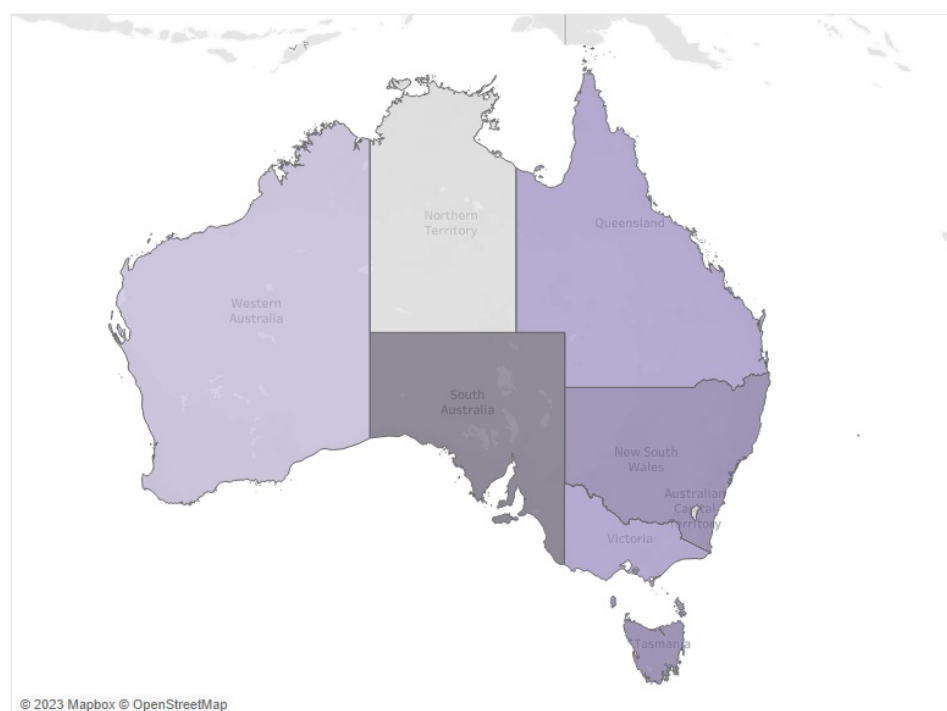 Northern
Territory
Queensland
Western
Australia
South
Australia
New South
Wales
Australian
Capital
Territory
Victoria
Tasmania
© 2023 Mapbox © OpenStreetMap